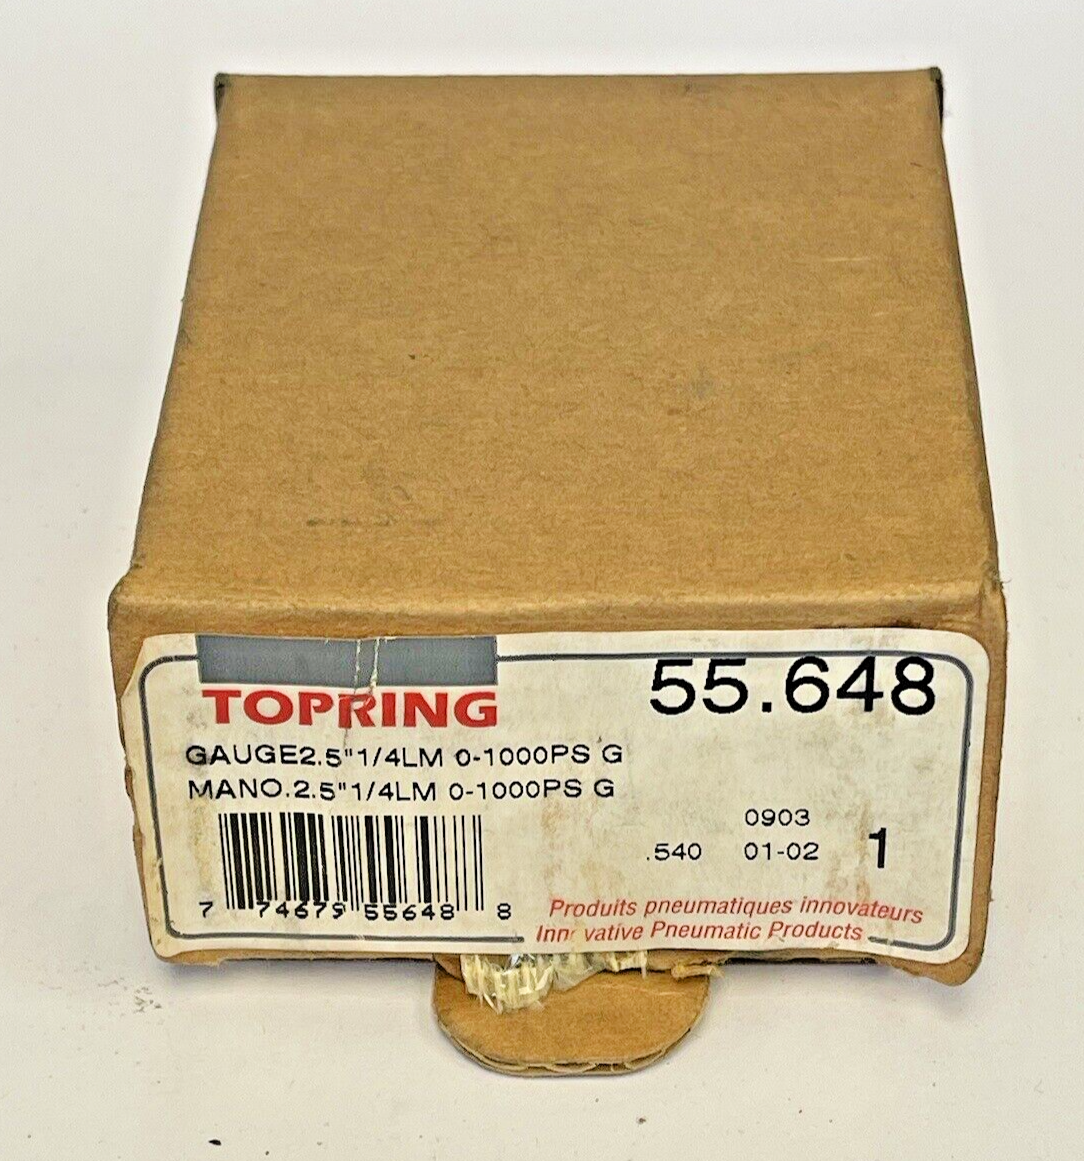 TOPRING
55.648
GAUGE2.5"1/4LM 0-1000PS G
MANO.2.5"1/4LM 0-1000PS G
0903
.540 01-02 1
7 74679 55648 8
Produits pneumatiques innovateurs
Inn vative Pneumatic Products